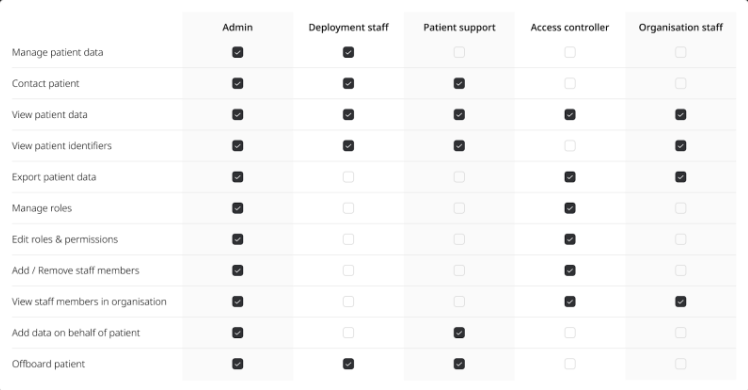 Admin Deployment staff Patient support Access controller Organisation staff
Manage patient data
Contact patient
View patient data
View patient identifiers
Export patient data
Manage roles
Edit roles & permissions
Add / Remove staff members
View staff members in organisation
Add data on behalf of patient
Offboard patient